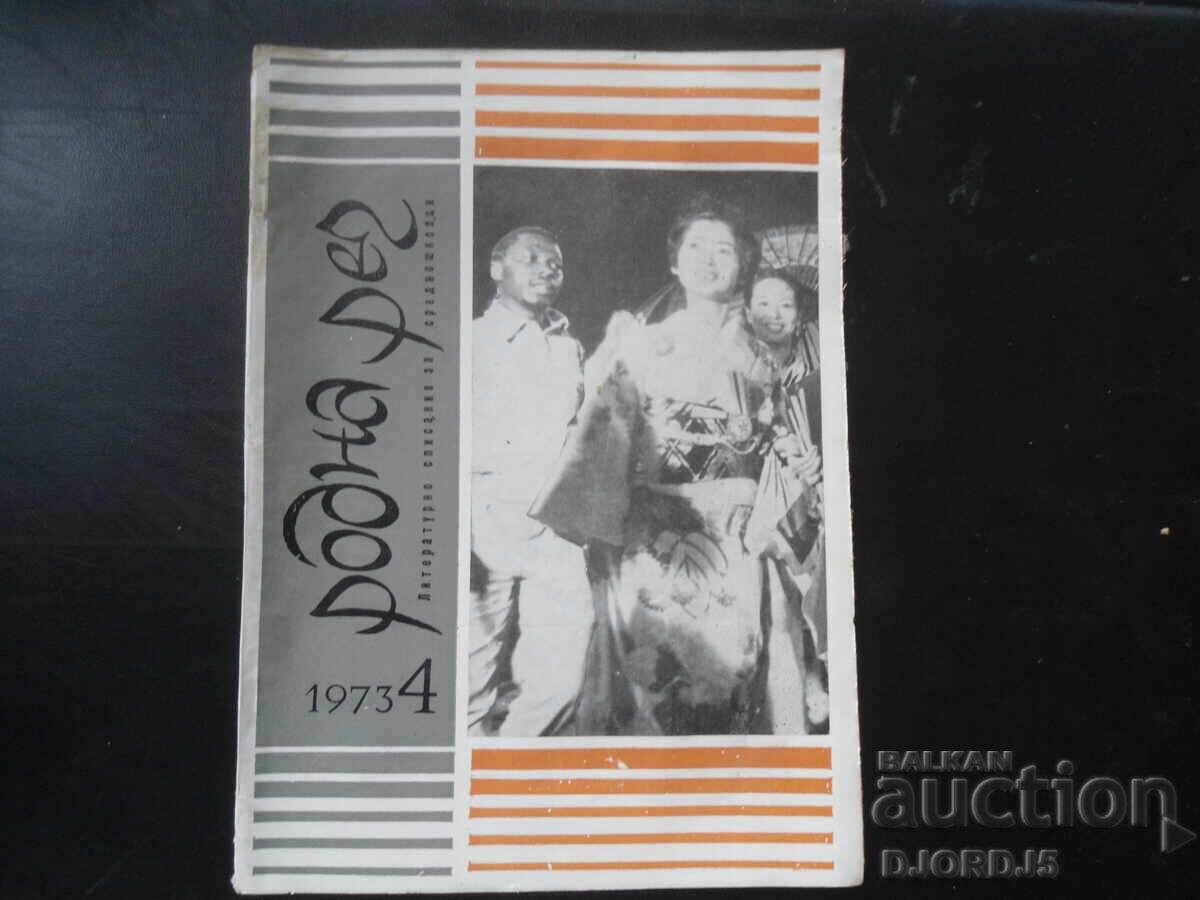 родна реч
Литературно списание за средношколци
1973 4
BALKAN
auction
DJORDJ5